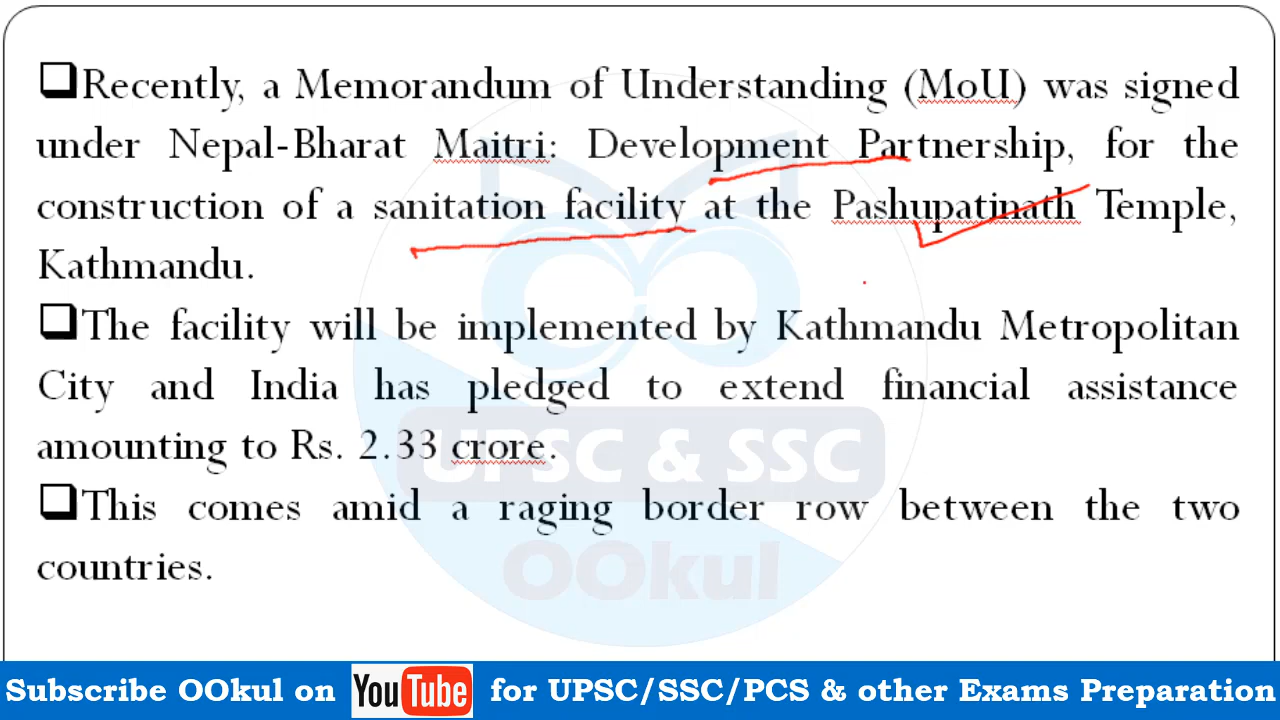 Recently, a Memorandum of Understanding (MoU) was signed
under Nepal-Bharat Maitri: Development Partnership, for the
construction of a sanitation facility at the Pashupatinath Temple,
Kathmandu.
The facility will be implemented by Kathmandu Metropolitan
City and India has pledged to extend financial assistance
amounting to Rs. 2.33 crore.
This comes amid a raging border row between the two
countries.
UPSC & SSC
OOkul
Subscribe OOkul on YouTube for UPSC/SSC/PCS & other Exams Preparation